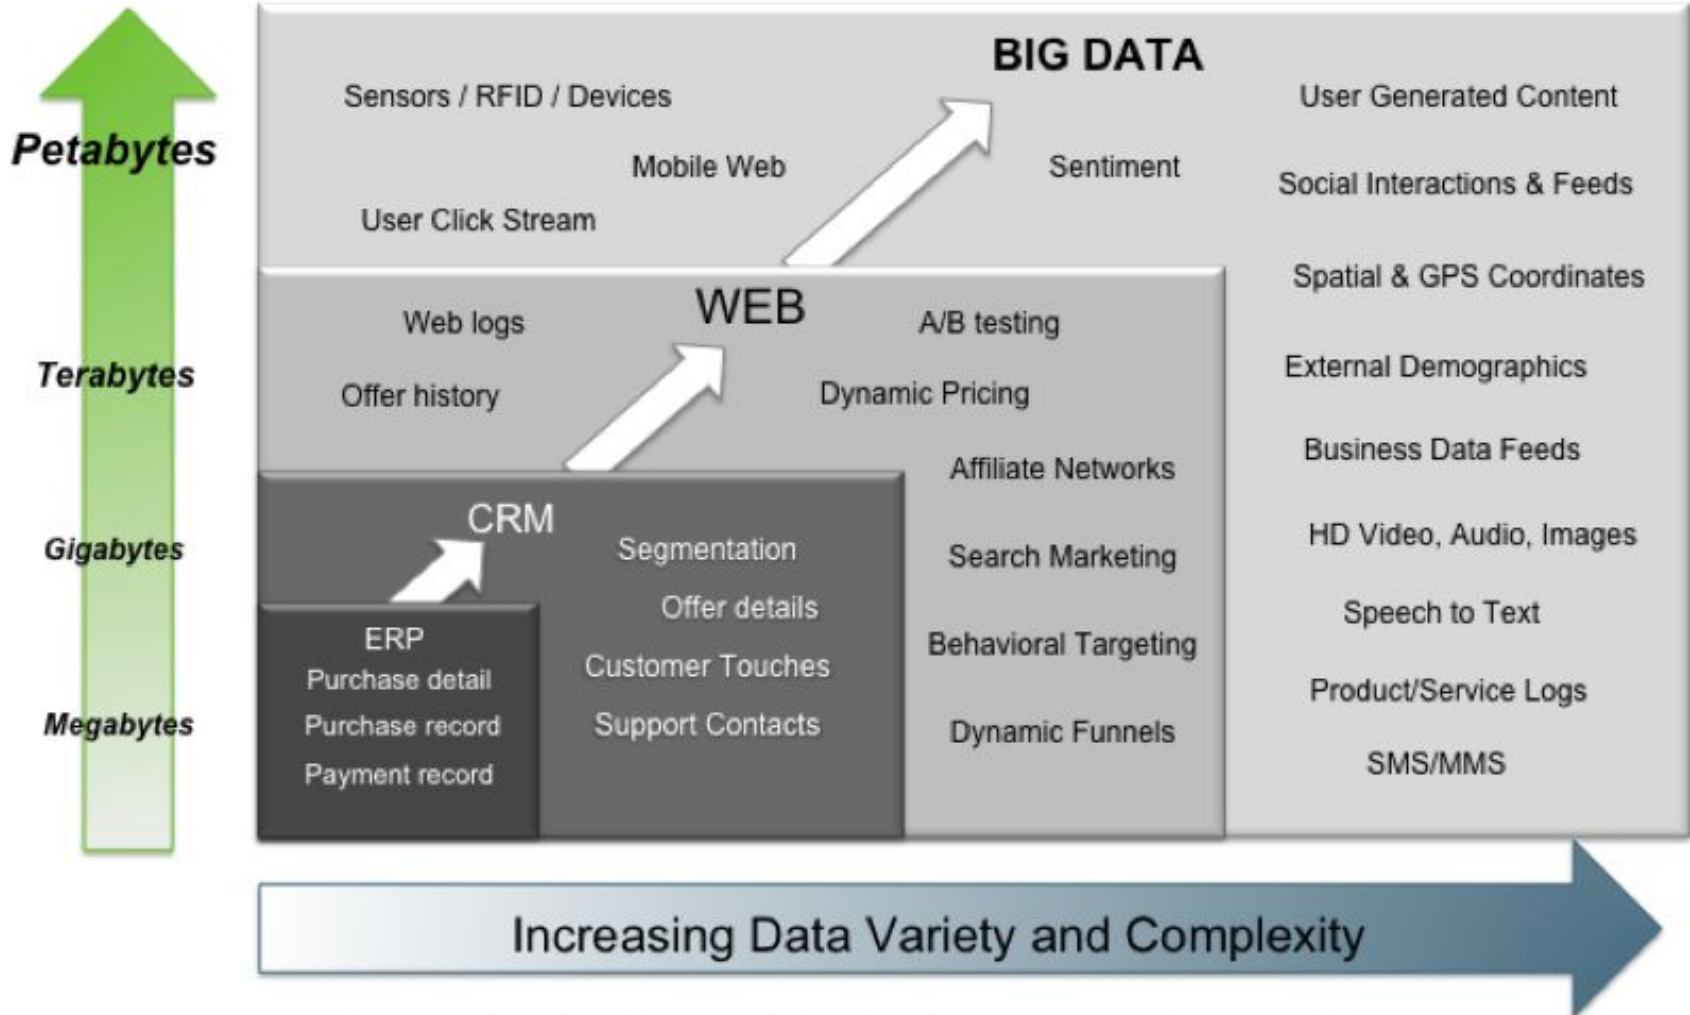 BIG DATA
Sensors / RFID / Devices
User Generated Content
Petabytes
Mobile Web
Sentiment
Social Interactions & Feeds
User Click Stream
Spatial & GPS Coordinates
WEB
Web logs
A/B testing
External Demographics
Terabytes
Offer history
Dynamic Pricing
Business Data Feeds
Affiliate Networks
CRM
HD Video, Audio, Images
Gigabytes
Segmentation
Search Marketing
Offer details
Speech to Text
ERP
Behavioral Targeting
Purchase detail
Customer Touches
Product/Service Logs
Megabytes
Purchase record
Support Contacts
Dynamic Funnels
Payment record
SMS/MMS
Increasing Data Variety and Complexity